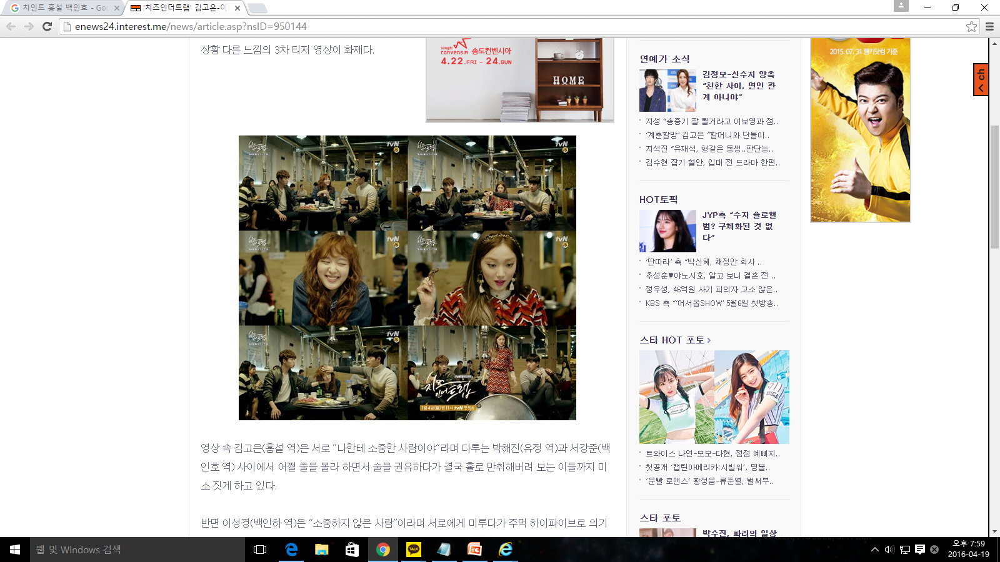 치인트 홍설 백인호 - Goo
'치즈인더트랩' 김고은-이
enews24.interest.me/news/article.asp?nsID=950144
상황 다른 느낌의 3차 티저 영상이 화제다.
songdo
convensia 송도컨벤시아
4.22.FRI - 24.SUN
HOME
연예가 소식
김정모-신수지 양측
“친한 사이, 연인 관
계 아니야”
지성 “송중기 잘 될거라고 이보영과 점..
‘계춘할망’ 김고은 “할머니와 단둘이..
지석진 “유재석, 형같은 동생..판단능..
김수현 잡기 혈안, 입대 전 드라마 한편..
HOT토픽
JYP측 “수지 솔로앨
범? 구체화된 것 없
다”
‘딴따라’ 측 “박신혜, 채정안 회사 ..
추성훈♥야노시호, 알고 보니 결혼 전 ..
정우성, 46억원 사기 피의자 고소 않은..
KBS 측 “‘어서옵SHOW’ 5월6일 첫방송..
스타 HOT 포토 >
트와이스 나연-모모-다현, 점점 예뻐지..
첫공개 ‘캡틴아메리카:시빌워’, 명불..
‘운빨 로맨스’ 황정음-류준열, 벌써부..
스타 포토
박수진, 파리의 일상
2015. 07. 31 랭키닷컴 기준
ch
tvN
tvN
tvN
tvN
tvN
치즈인더트랩
1월 4일 [월] 밤 11시 tvN 첫방송
영상 속 김고은(홍설 역)은 서로 “나한테 소중한 사람이야”라며 다투는 박해진(유정 역)과 서강준(백
인호 역) 사이에서 어쩔 줄을 몰라 하면서 술을 권유하다가 결국 홀로 만취해버려 보는 이들까지 미
소 짓게 하고 있다.
반면 이성경(백인하 역)은 “소중하지 않은 사람”이라며 서로에게 미루다가 주먹 하이파이브로 의기
웹 및 Windows 검색
TALK
오후 7:59
2016-04-19